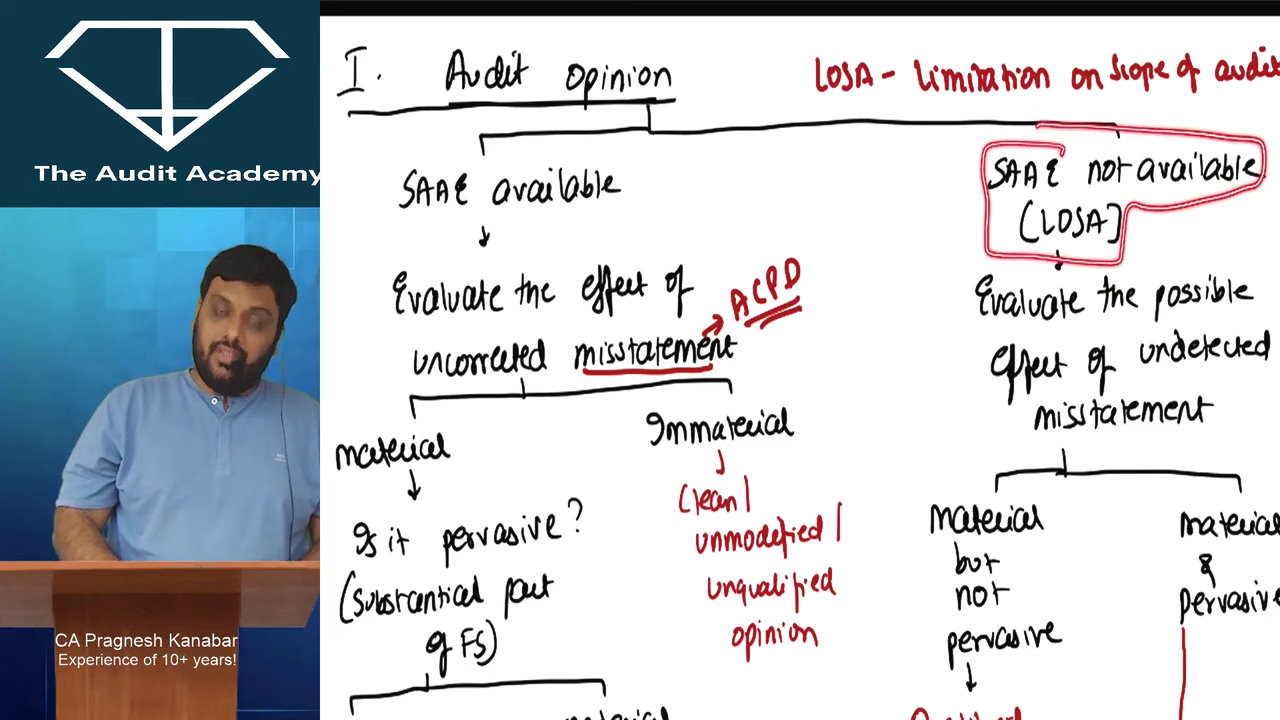 The Audit Academy
I. Audit opinion
LOSA - Limitation on scope of audit
SAAE available
SAAE not available
(LOSA]
Evaluate the effect of
uncorrected misstatement
ACPD
Evaluate the possible
effect of undetected
misstatement
material
Immaterial
Is it pervasive?
(substantial part
of FS)
Clean/
unmodefied/
unqualified
opinion
material
but
not
pervasive
material
&
pervasive
CA Pragnesh Kanabar
Experience of 10+ years!
material